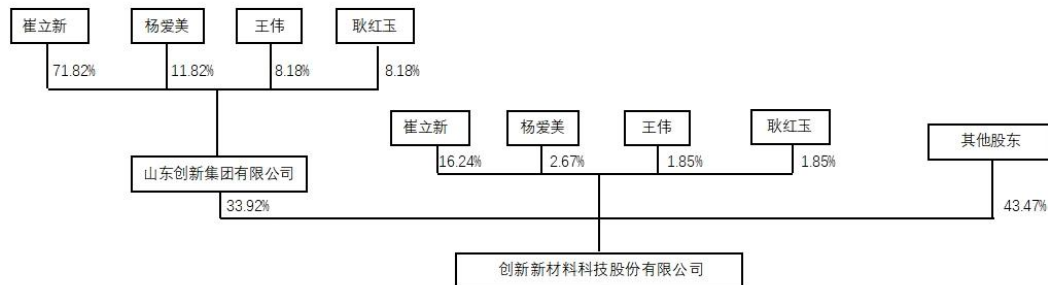 崔立新
杨爱美
王伟
耿红玉
71.82%
11.82%
8.18%
8.18%
崔立新
杨爱美
王伟
耿红玉
其他股东
16.24%
2.67%
1.85%
1.85%
山东创新集团有限公司
33.92%
43.47%
创新新材料科技股份有限公司